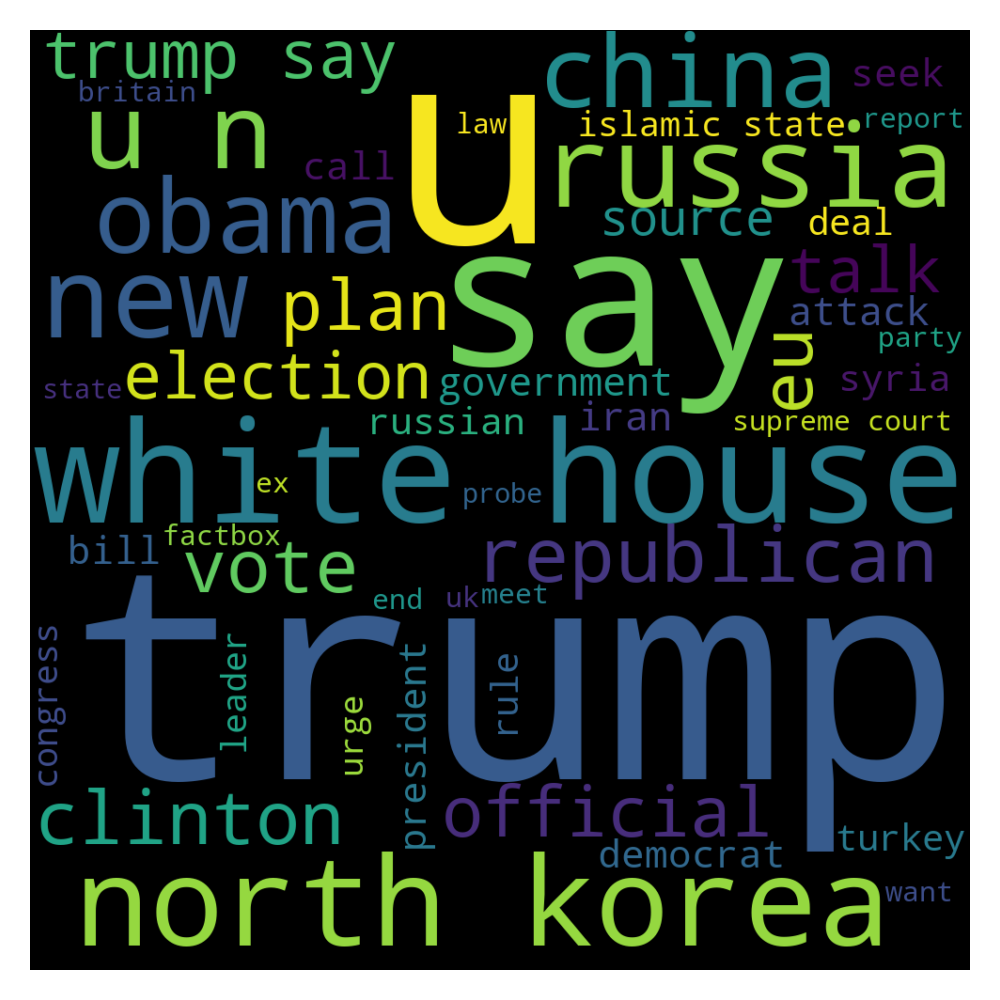 trump say
china
seek
britain
u n
u
law
islamic state
report
call
russia
obama
source
deal
new
say
talk
plan
attack
eu
party
election
government
syria
state
russian
iran
supreme court
white house
ex
probe
factbox
bill
vote
republican
end
uk
meet
trump
congress
leader
urge
president
rule
clinton
official
turkey
democrat
north korea
want